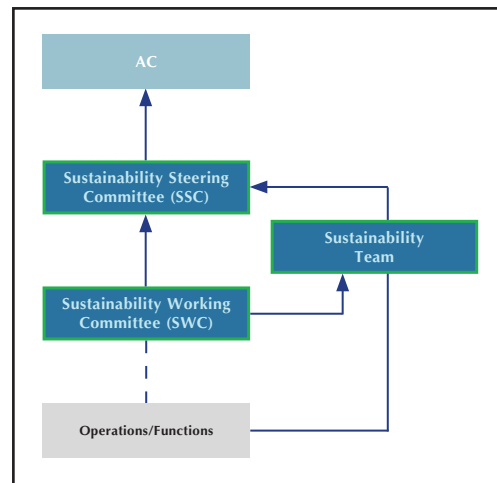 AC
Sustainability Steering
Committee (SSC)
Sustainability
Team
Sustainability Working
Committee (SWC)
Operations/Functions